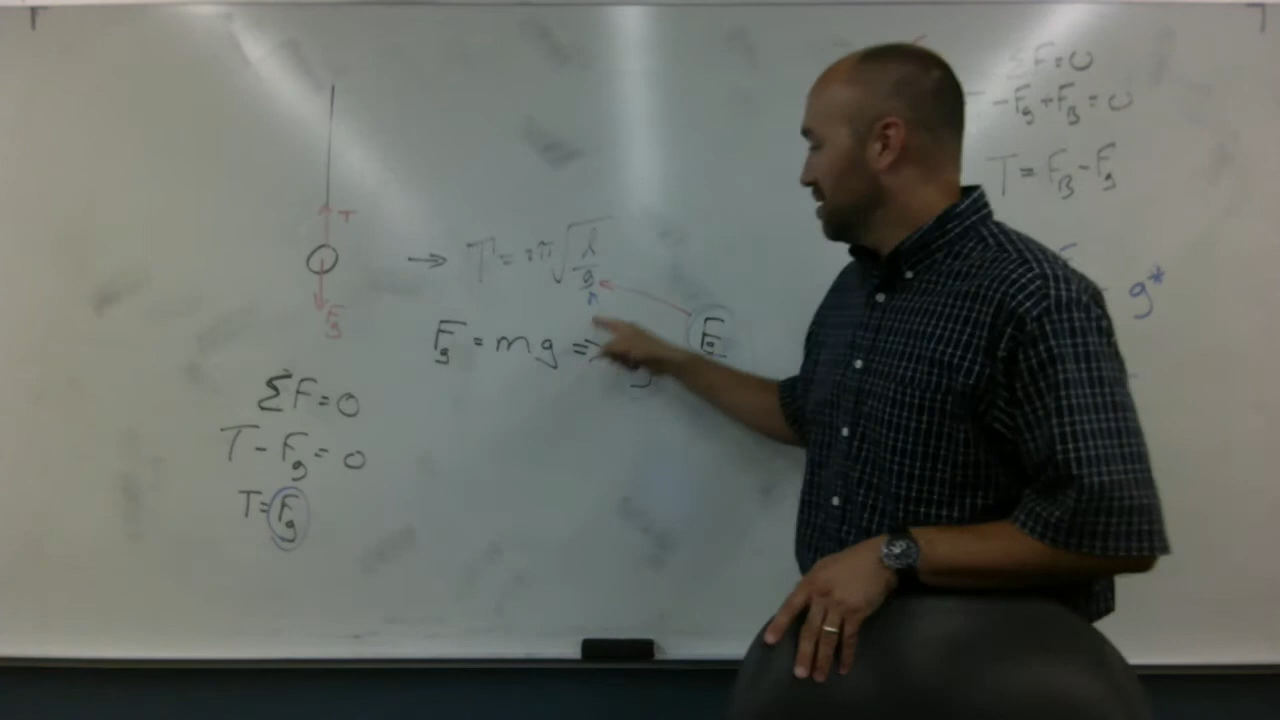 T
Fg
→ T = 2π√(l/g)
Fg
Fg = mg ⇒
g
ΣF = 0
T - Fg = 0
T = Fg
ΣF = 0
-Fg + FB = 0
T = FB - Fg
g*